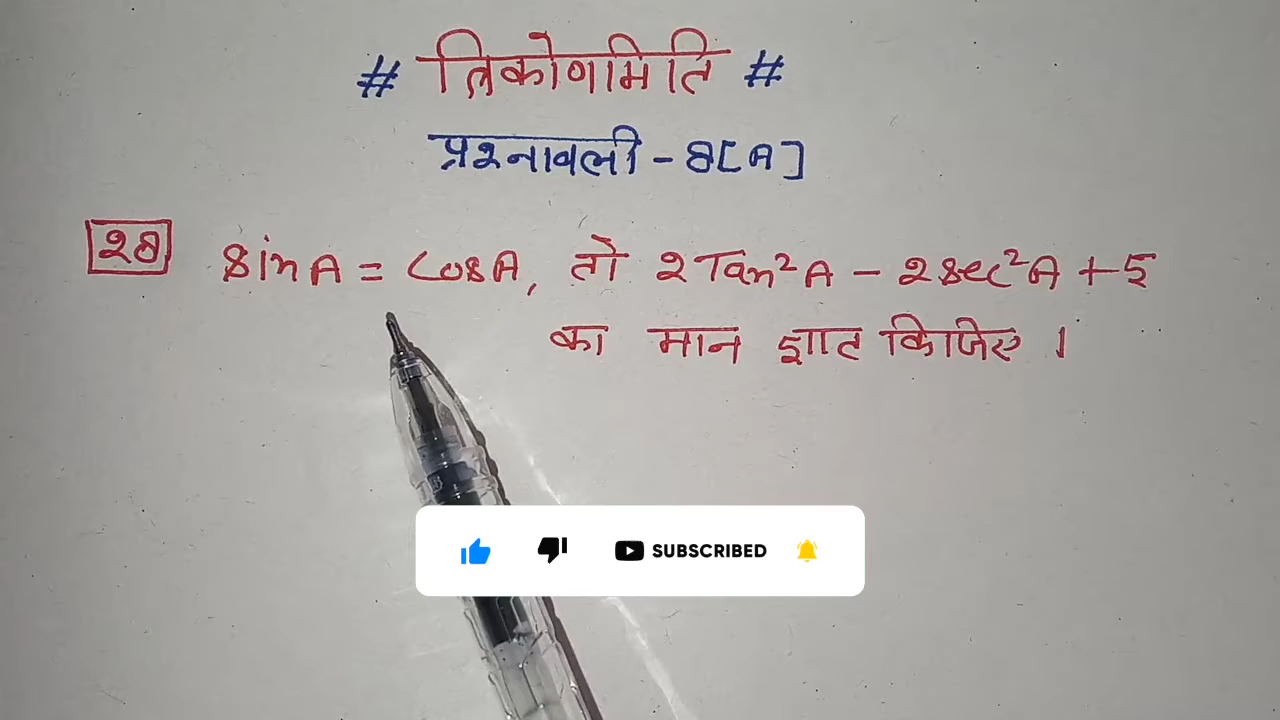 # त्रिकोणमिति #
प्रश्नावली - 8[A]
28 sinA = cosA, तो 2Tan²A - 2sec²A + 5
का मान ज्ञात किजिए ।
SUBSCRIBED